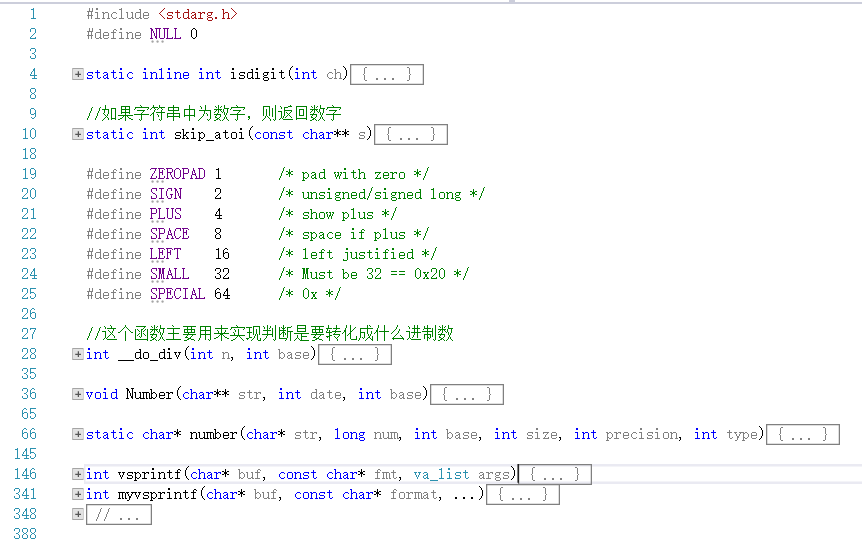 1 #include <stdarg.h>
2 #define NULL 0
3
4 static inline int isdigit(int ch){ ... }
8
9 //如果字符串中为数字，则返回数字
10 static int skip_atoi(const char** s){ ... }
18
19 #define ZEROPAD 1 /* pad with zero */
20 #define SIGN 2 /* unsigned/signed long */
21 #define PLUS 4 /* show plus */
22 #define SPACE 8 /* space if plus */
23 #define LEFT 16 /* left justified */
24 #define SMALL 32 /* Must be 32 == 0x20 */
25 #define SPECIAL 64 /* 0x */
26
27 //这个函数主要用来实现判断是要转化成什么进制数
28 int __do_div(int n, int base){ ... }
35
36 void Number(char** str, int date, int base){ ... }
65
66 static char* number(char* str, long num, int base, int size, int precision, int type){ ... }
145
146 int vsprintf(char* buf, const char* fmt, va_list args){ ... }
341 int myvsprintf(char* buf, const char* format, ...){ ... }
348 // ...
388